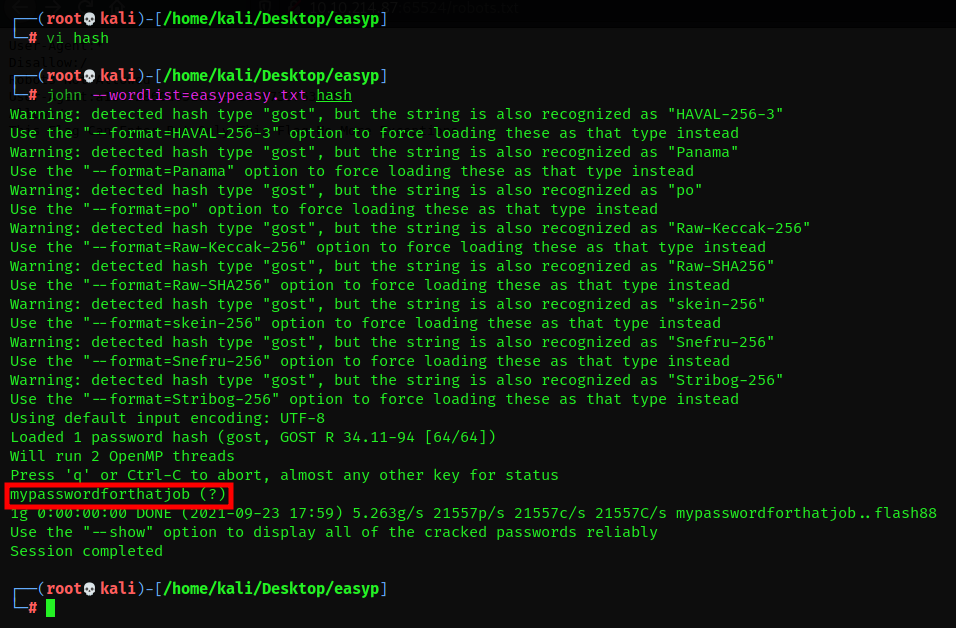 ┌──(root💀kali)-[/home/kali/Desktop/easyp]
└─# vi hash
┌──(root💀kali)-[/home/kali/Desktop/easyp]
└─# john --wordlist=easypeasy.txt hash
Warning: detected hash type "gost", but the string is also recognized as "HAVAL-256-3"
Use the "--format=HAVAL-256-3" option to force loading these as that type instead
Warning: detected hash type "gost", but the string is also recognized as "Panama"
Use the "--format=Panama" option to force loading these as that type instead
Warning: detected hash type "gost", but the string is also recognized as "po"
Use the "--format=po" option to force loading these as that type instead
Warning: detected hash type "gost", but the string is also recognized as "Raw-Keccak-256"
Use the "--format=Raw-Keccak-256" option to force loading these as that type instead
Warning: detected hash type "gost", but the string is also recognized as "Raw-SHA256"
Use the "--format=Raw-SHA256" option to force loading these as that type instead
Warning: detected hash type "gost", but the string is also recognized as "skein-256"
Use the "--format=skein-256" option to force loading these as that type instead
Warning: detected hash type "gost", but the string is also recognized as "Snefru-256"
Use the "--format=Snefru-256" option to force loading these as that type instead
Warning: detected hash type "gost", but the string is also recognized as "Stribog-256"
Use the "--format=Stribog-256" option to force loading these as that type instead
Using default input encoding: UTF-8
Loaded 1 password hash (gost, GOST R 34.11-94 [64/64])
Will run 2 OpenMP threads
Press 'q' or Ctrl-C to abort, almost any other key for status
mypasswordforthatjob (?)
1g 0:00:00:00 DONE (2021-09-23 17:59) 5.263g/s 21557p/s 21557c/s 21557C/s mypasswordforthatjob..flash88
Use the "--show" option to display all of the cracked passwords reliably
Session completed
┌──(root💀kali)-[/home/kali/Desktop/easyp]
└─#